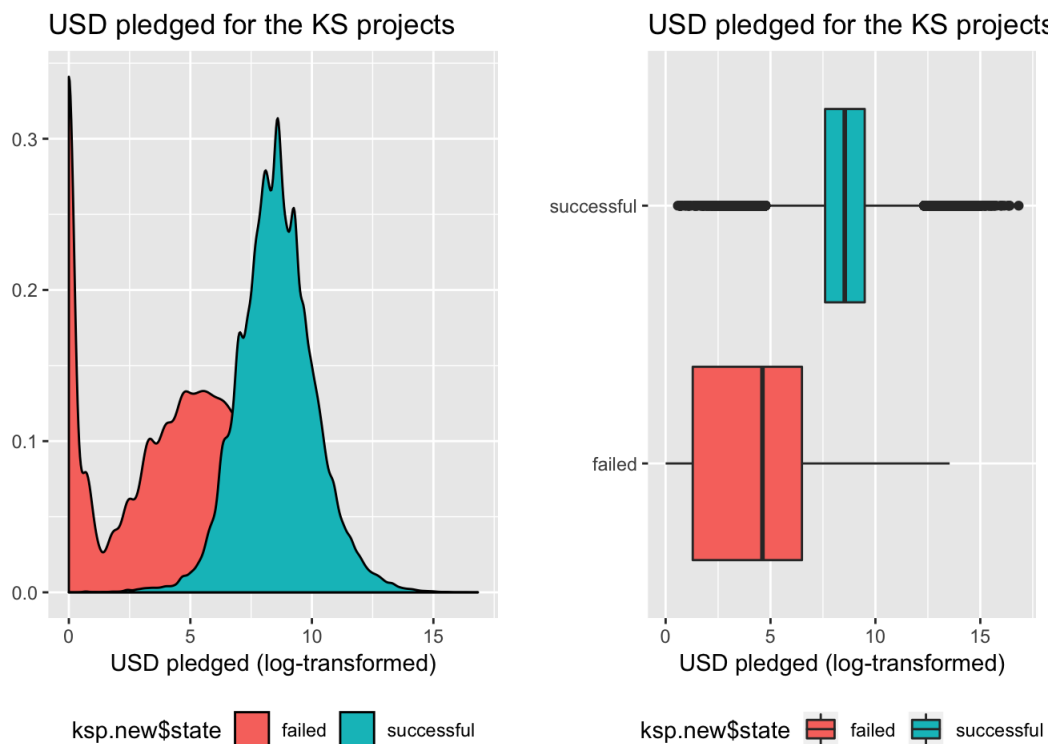 USD pledged for the KS projects
0.3
0.2
0.1
0.0
0 5 10 15
USD pledged (log-transformed)
ksp.new$state failed successful
USD pledged for the KS projects
successful
failed
0 5 10 15
USD pledged (log-transformed)
ksp.new$state failed successful